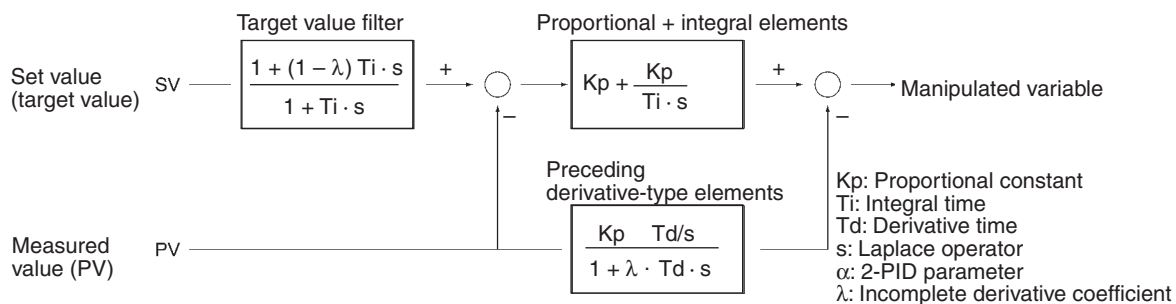 Target value filter
Proportional + integral elements
Set value
(target value)
SV
1 + (1 – λ) Ti · s
1 + Ti · s
+
–
Kp + Kp
Ti · s
+
–
Manipulated variable
Preceding
derivative-type elements
Measured
value (PV)
PV
Kp Td/s
1 + λ · Td · s
Kp: Proportional constant
Ti: Integral time
Td: Derivative time
s: Laplace operator
α: 2-PID parameter
λ: Incomplete derivative coefficient